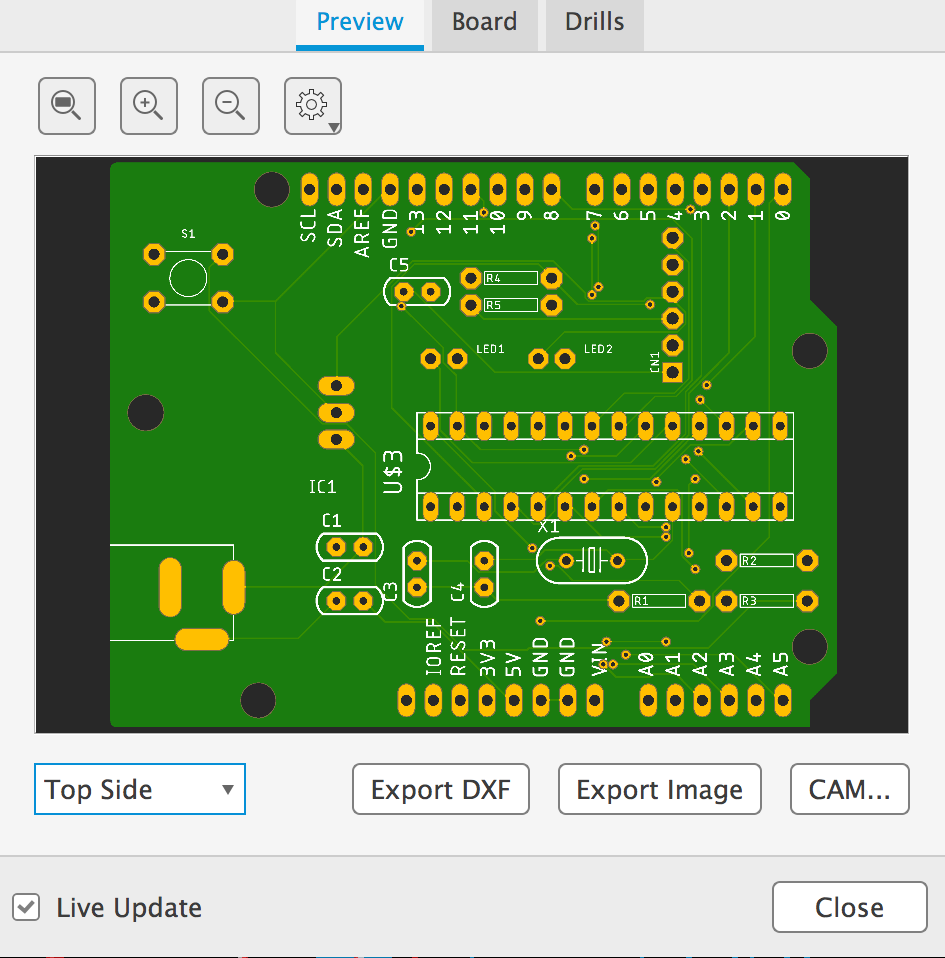 Preview Board Drills
SCL SDA AREF GND 13 12 11 10 9 8 7 6 5 4 3 2 1 0
S1
C5
R4
R5
LED1 LED2
CN1
U$3
IC1
C1
X1
C2
R2
C3
C4
R1 R3
IOREF RESET 3V3 5V GND GND VIN A0 A1 A2 A3 A4 A5
Top Side Export DXF Export Image CAM...
Live Update Close